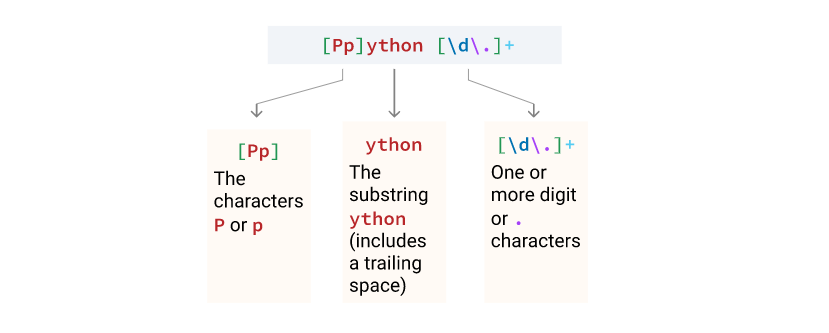 [Pp]ython [\d\.]+
[Pp]
The
characters
P or p
ython
The
substring
ython
(includes
a trailing
space)
[\d\.]+
One or
more digit
or .
characters